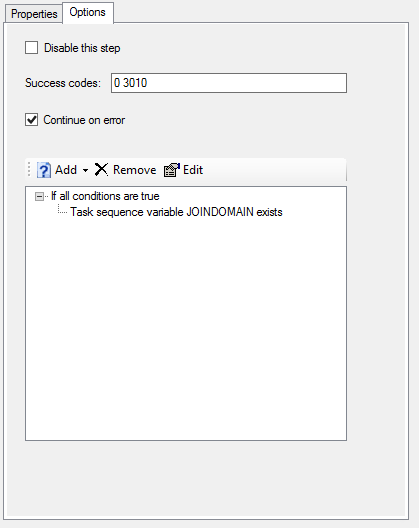 Properties Options
Disable this step
Success codes: 0 3010
Continue on error
Add Remove Edit
If all conditions are true
Task sequence variable JOINDOMAIN exists